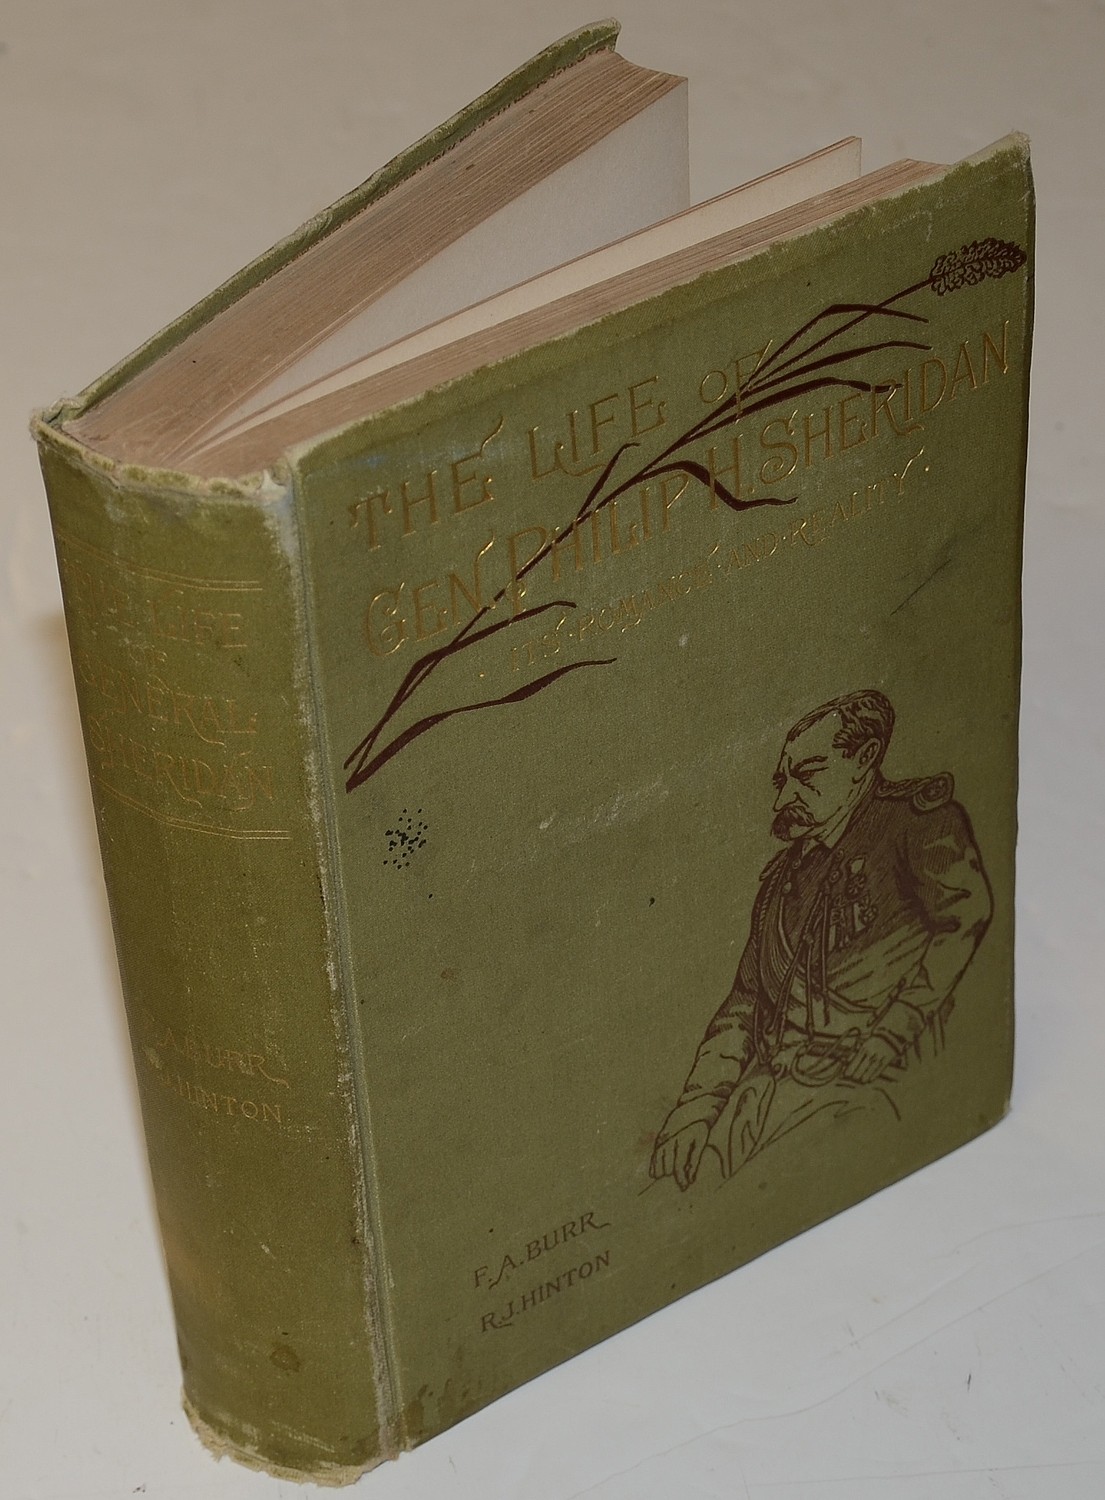 THE LIFE OF
GEN. PHILIP H. SHERIDAN
ITS·ROMANCE·AND·REALITY.
F. A. BURR
R. J. HINTON
THE LIFE
OF
GENERAL
SHERIDAN
A. BURR
HINTON